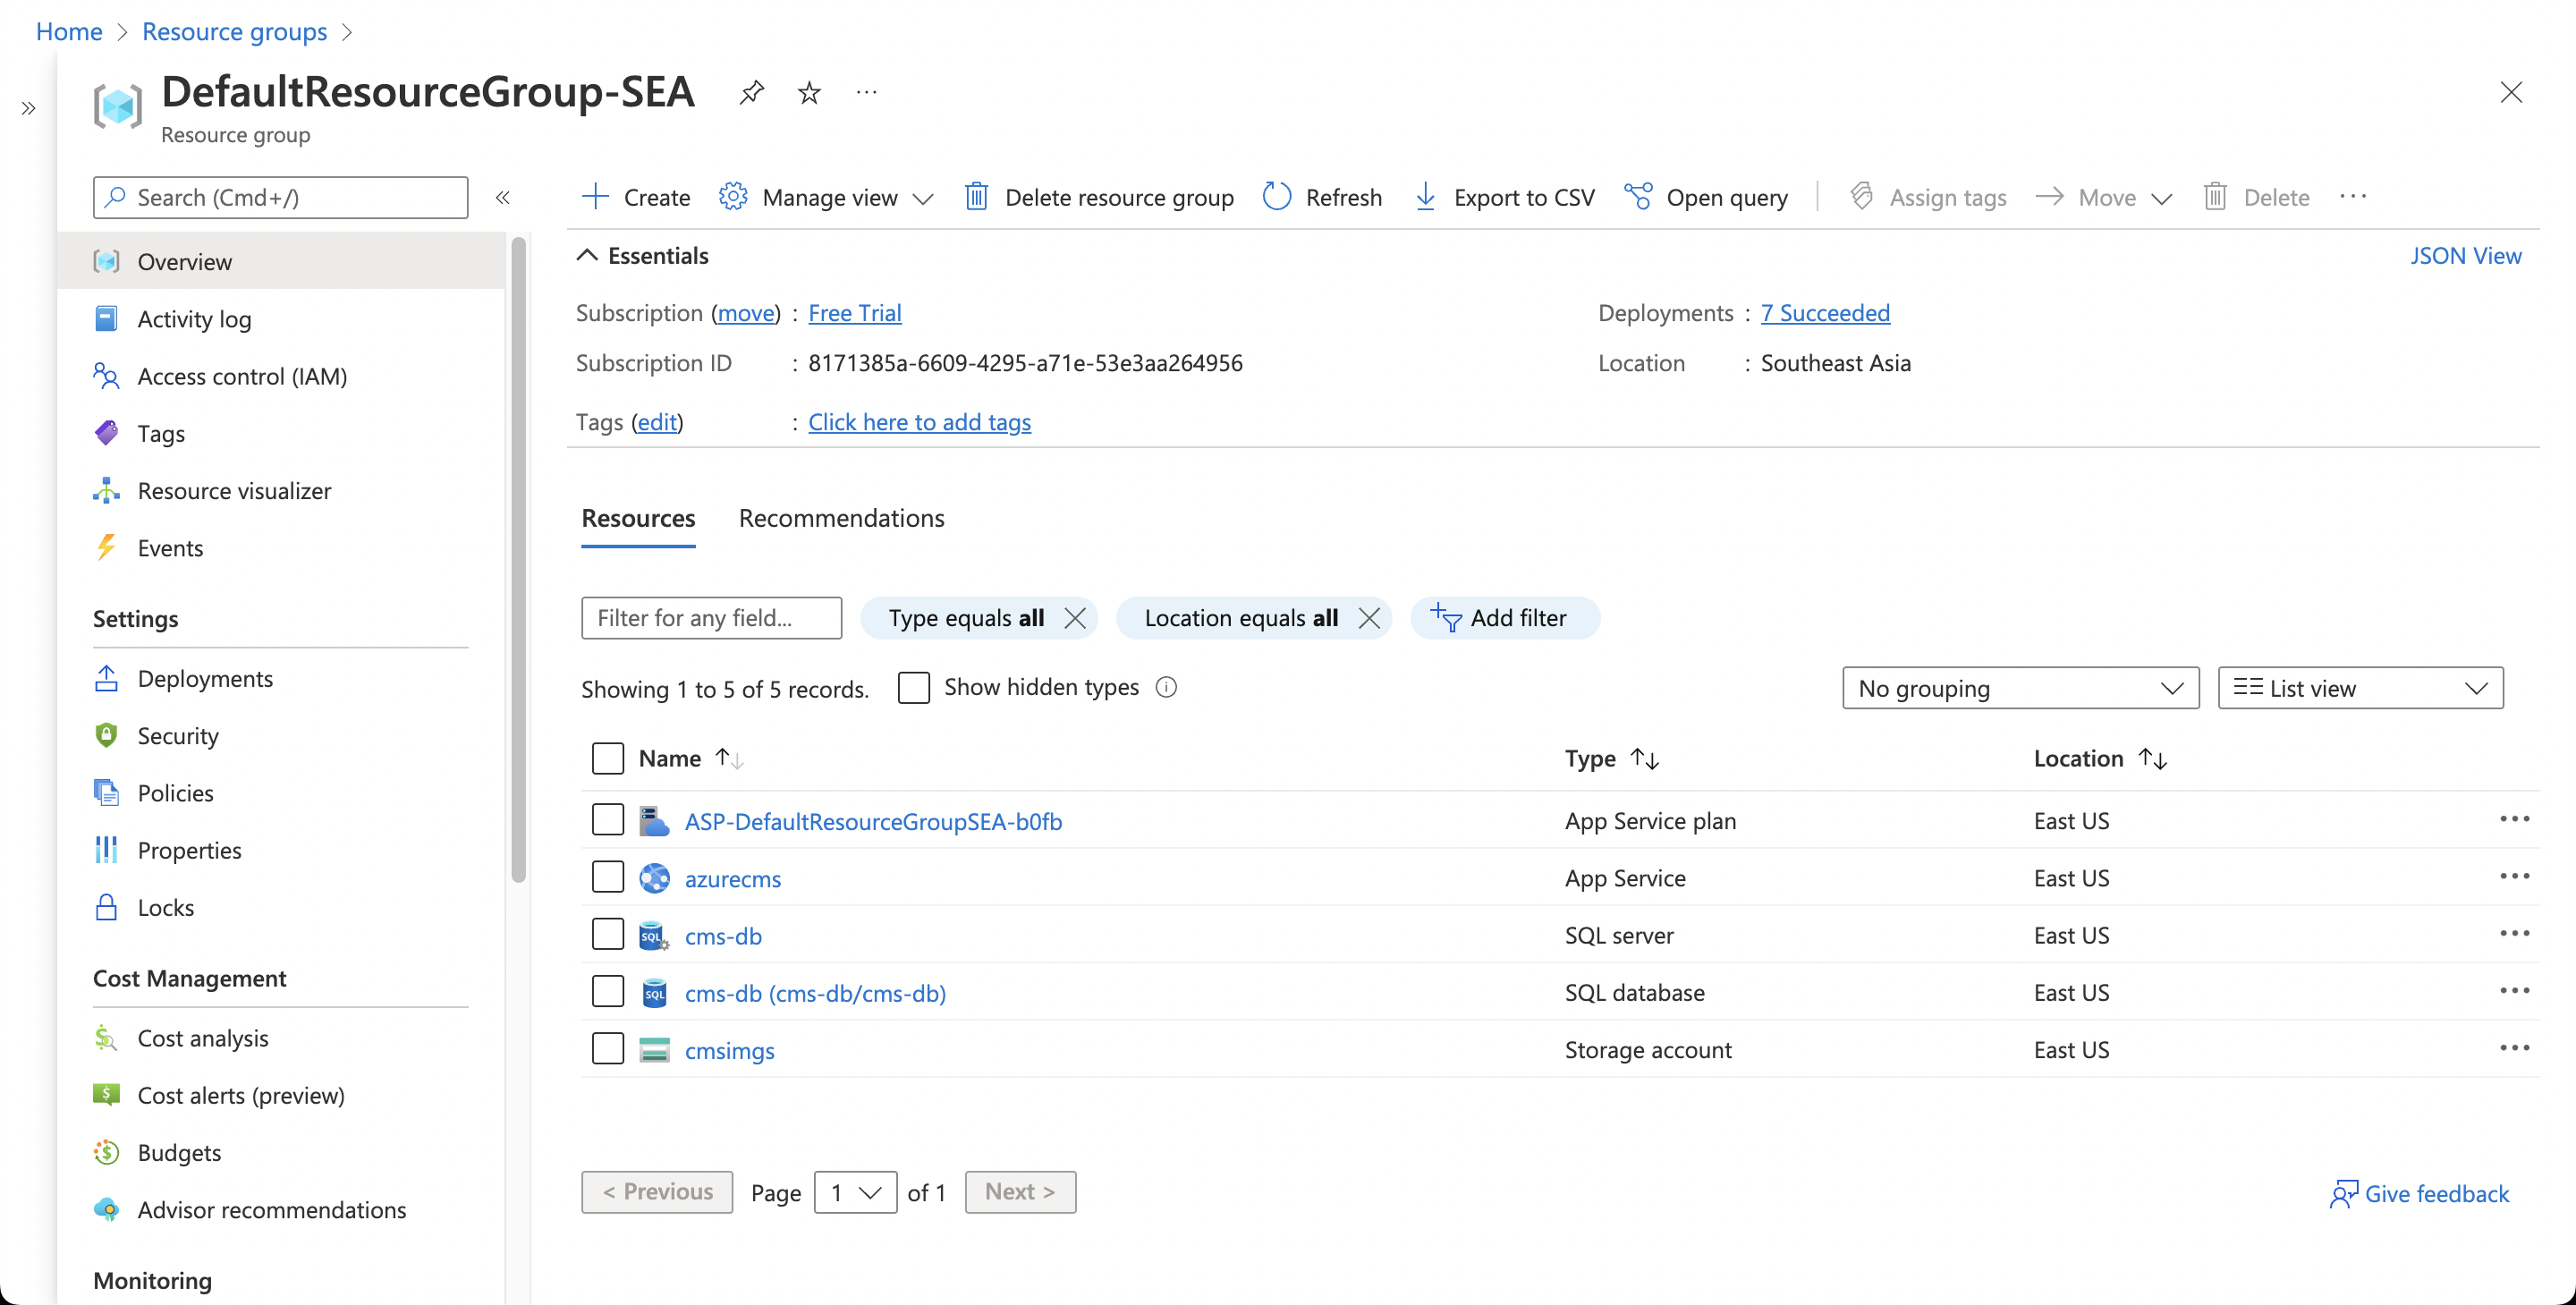 Home > Resource groups >
DefaultResourceGroup-SEA
Resource group
Search (Cmd+/)
Overview
Activity log
Access control (IAM)
Tags
Resource visualizer
Events
Settings
Deployments
Security
Policies
Properties
Locks
Cost Management
Cost analysis
Cost alerts (preview)
Budgets
Advisor recommendations
Monitoring
Create Manage view Delete resource group Refresh Export to CSV Open query Assign tags Move Delete
Essentials JSON View
Subscription (move) : Free Trial Deployments : 7 Succeeded
Subscription ID : 8171385a-6609-4295-a71e-53e3aa264956 Location : Southeast Asia
Tags (edit) : Click here to add tags
Resources Recommendations
Filter for any field... Type equals all Location equals all Add filter
Showing 1 to 5 of 5 records. Show hidden types No grouping List view
Name Type Location
ASP-DefaultResourceGroupSEA-b0fb App Service plan East US
azurecms App Service East US
SQL cms-db SQL server East US
SQL cms-db (cms-db/cms-db) SQL database East US
cmsimgs Storage account East US
< Previous Page 1 of 1 Next > Give feedback